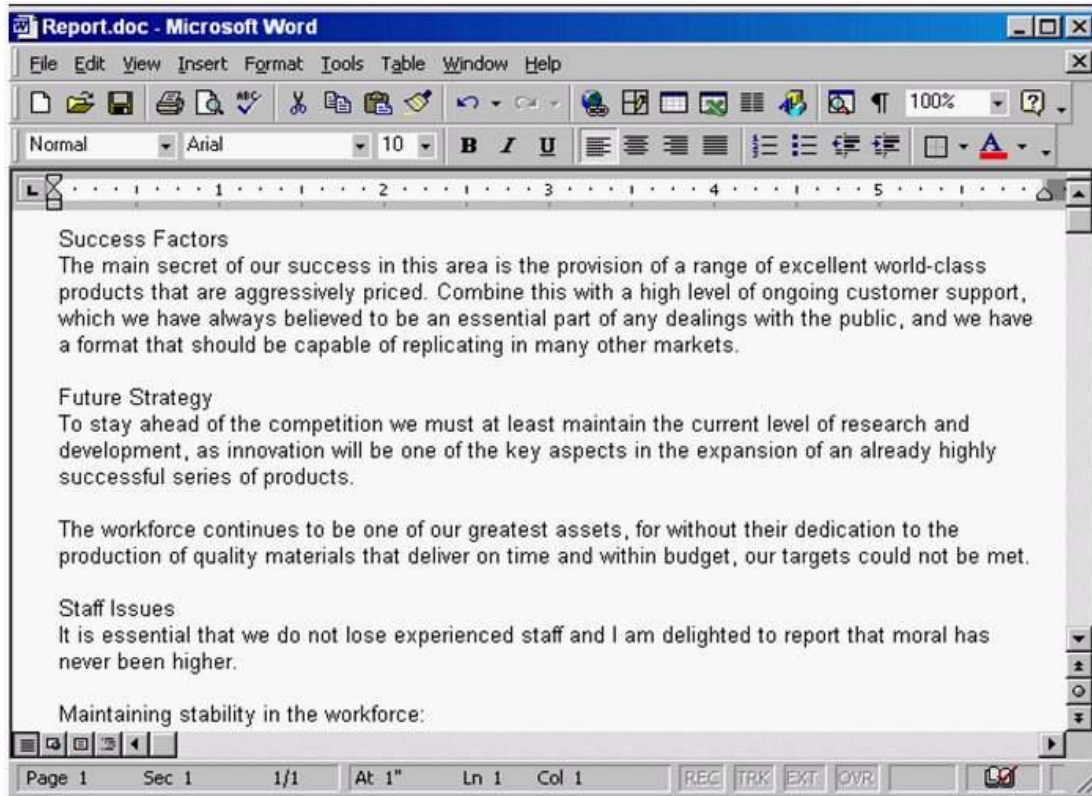 Report.doc - Microsoft Word
File Edit View Insert Format Tools Table Window Help
ABC 100%
Normal Arial 10 B I U A
1 2 3 4 5
Success Factors
The main secret of our success in this area is the provision of a range of excellent world-class
products that are aggressively priced. Combine this with a high level of ongoing customer support,
which we have always believed to be an essential part of any dealings with the public, and we have
a format that should be capable of replicating in many other markets.
Future Strategy
To stay ahead of the competition we must at least maintain the current level of research and
development, as innovation will be one of the key aspects in the expansion of an already highly
successful series of products.
The workforce continues to be one of our greatest assets, for without their dedication to the
production of quality materials that deliver on time and within budget, our targets could not be met.
Staff Issues
It is essential that we do not lose experienced staff and I am delighted to report that moral has
never been higher.
Maintaining stability in the workforce:
Page 1 Sec 1 1/1 At 1" Ln 1 Col 1 REC TRK EXT OVR